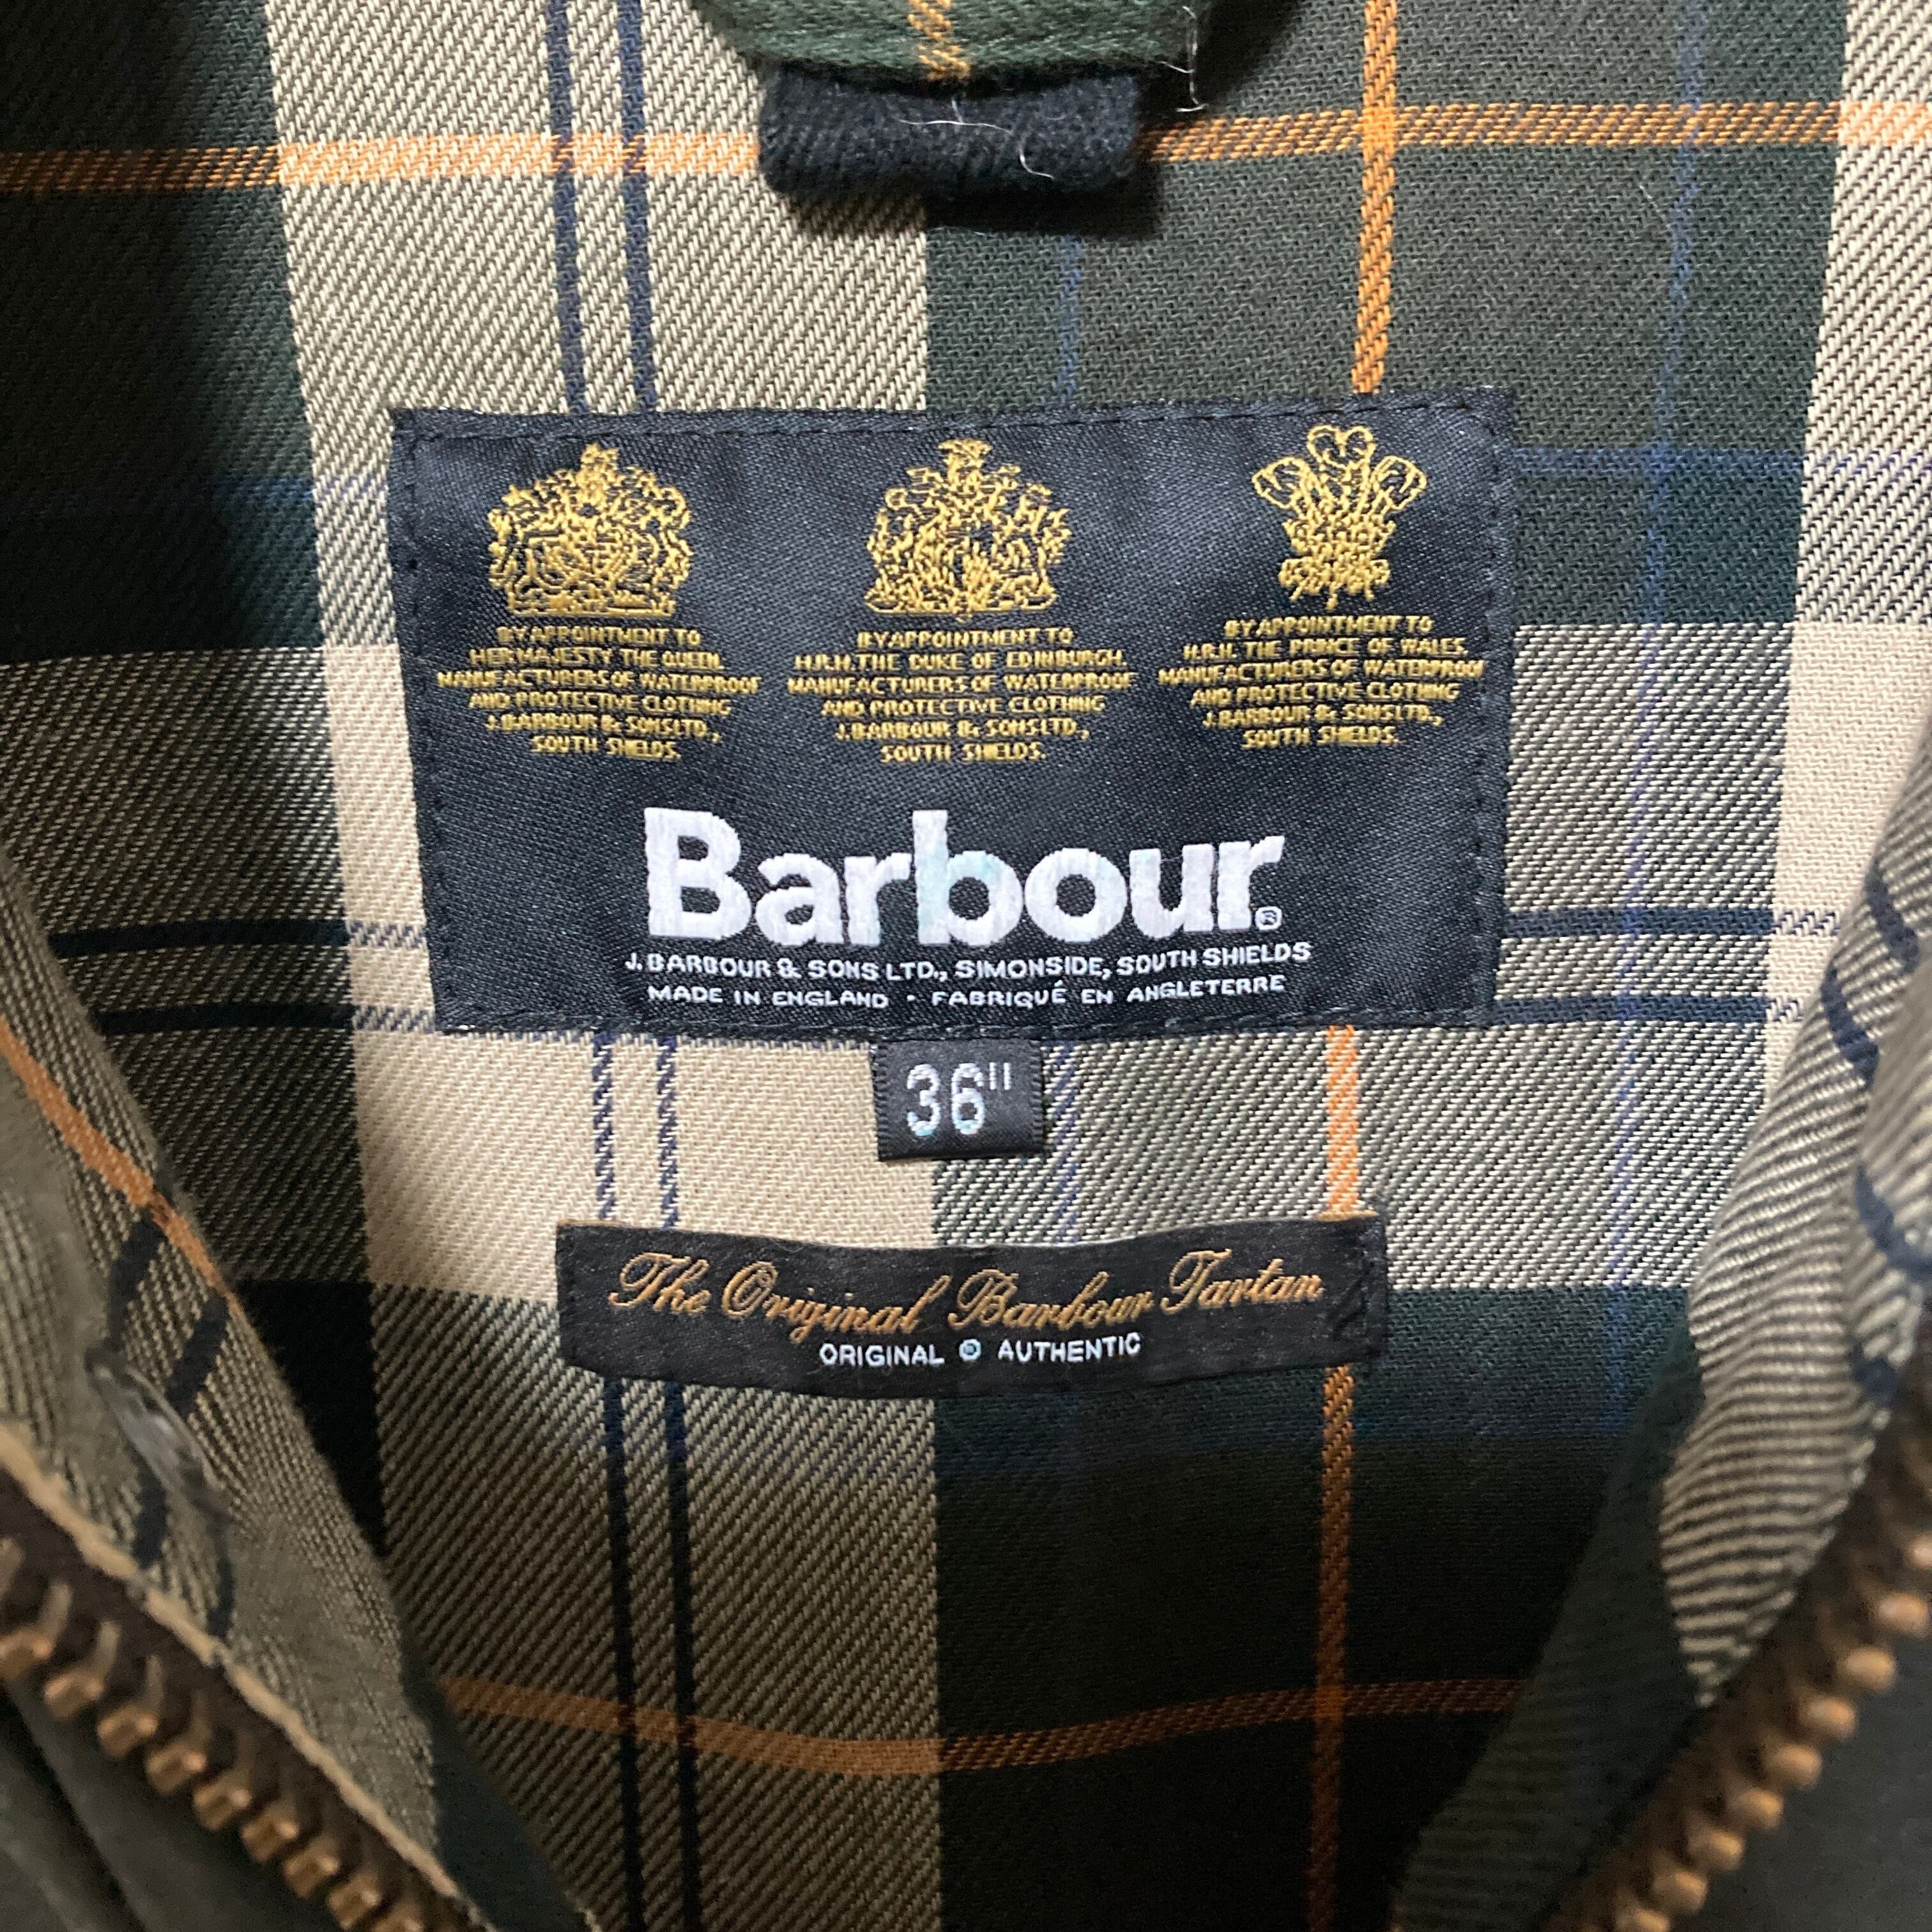 BY APPOINTMENT TO
HER MAJESTY THE QUEEN.
MANUFACTURERS OF WATERPROOF
AND PROTECTIVE CLOTHING
J.BARBOUR & SONS LTD.,
SOUTH SHIELDS.
BY APPOINTMENT TO
H.R.H. THE DUKE OF EDINBURGH.
MANUFACTURERS OF WATERPROOF
AND PROTECTIVE CLOTHING
J.BARBOUR & SONS LTD.,
SOUTH SHIELDS.
BY APPOINTMENT TO
H.R.H. THE PRINCE OF WALES.
MANUFACTURERS OF WATERPROOF
AND PROTECTIVE CLOTHING
J.BARBOUR & SONS LTD.,
SOUTH SHIELDS.
Barbour®
J. BARBOUR & SONS LTD., SIMONSIDE, SOUTH SHIELDS
MADE IN ENGLAND · FABRIQUÉ EN ANGLETERRE
36"
The Original Barbour Tartan
ORIGINAL ® AUTHENTIC